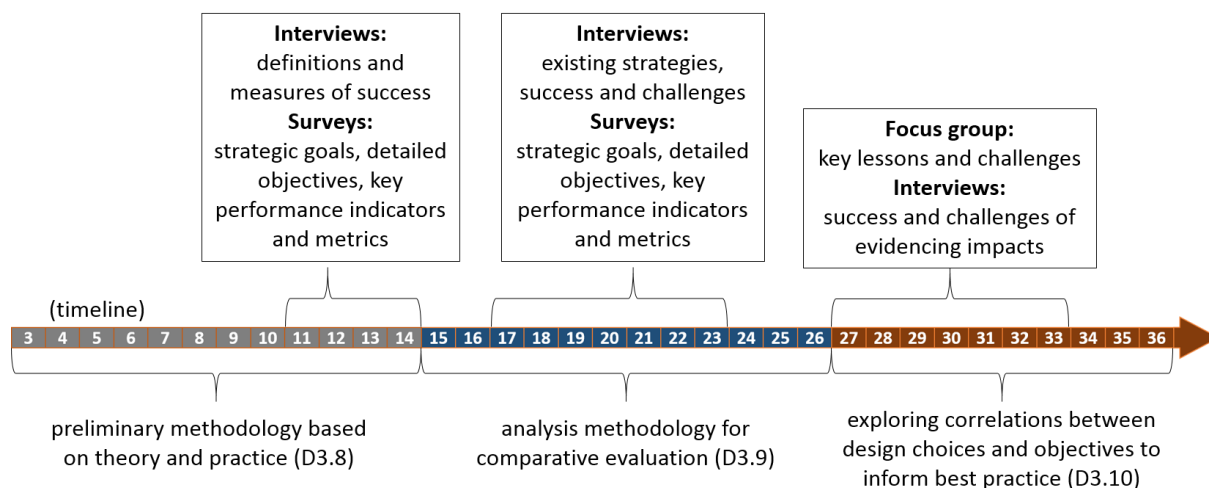 Interviews:
definitions and
measures of success
Surveys:
strategic goals, detailed
objectives, key
performance indicators
and metrics
Interviews:
existing strategies,
success and challenges
Surveys:
strategic goals, detailed
objectives, key
performance indicators
and metrics
Focus group:
key lessons and challenges
Interviews:
success and challenges of
evidencing impacts
(timeline)
3 4 5 6 7 8 9 10 11 12 13 14 15 16 17 18 19 20 21 22 23 24 25 26 27 28 29 30 31 32 33 34 35 36
preliminary methodology based
on theory and practice (D3.8)
analysis methodology for
comparative evaluation (D3.9)
exploring correlations between
design choices and objectives to
inform best practice (D3.10)